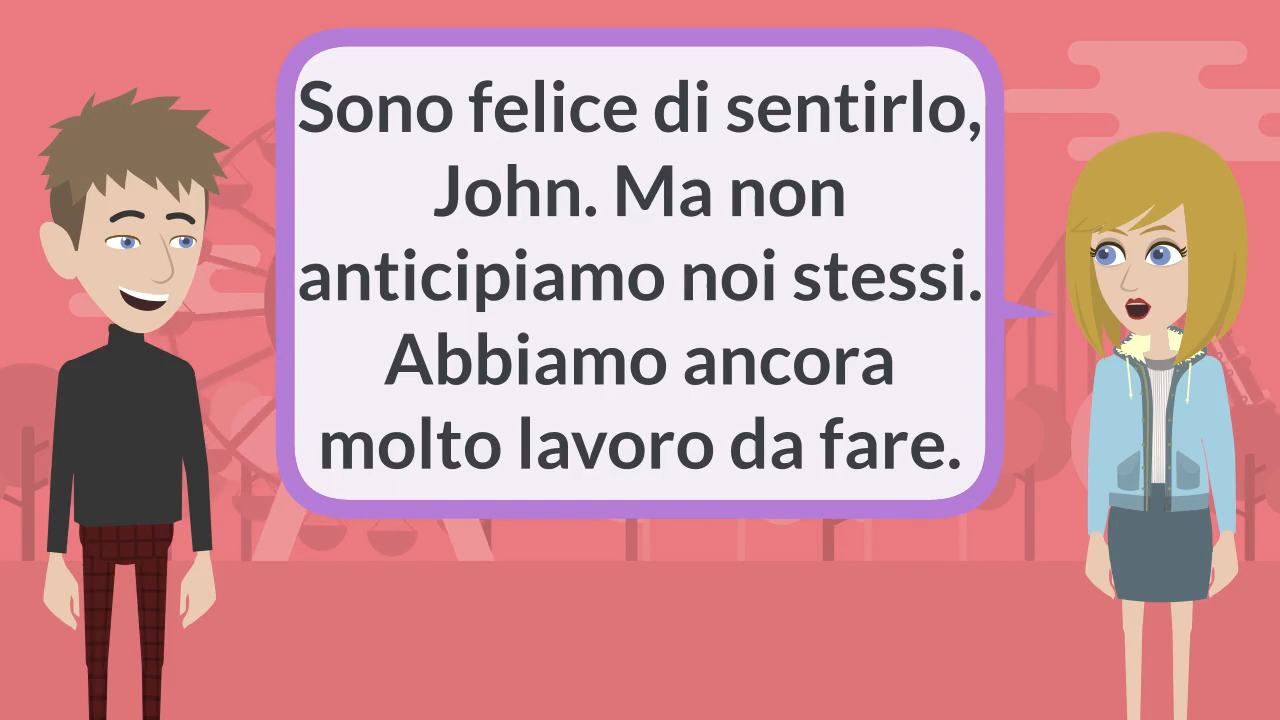 Sono felice di sentirlo,
John. Ma non
anticipiamo noi stessi.
Abbiamo ancora
molto lavoro da fare.